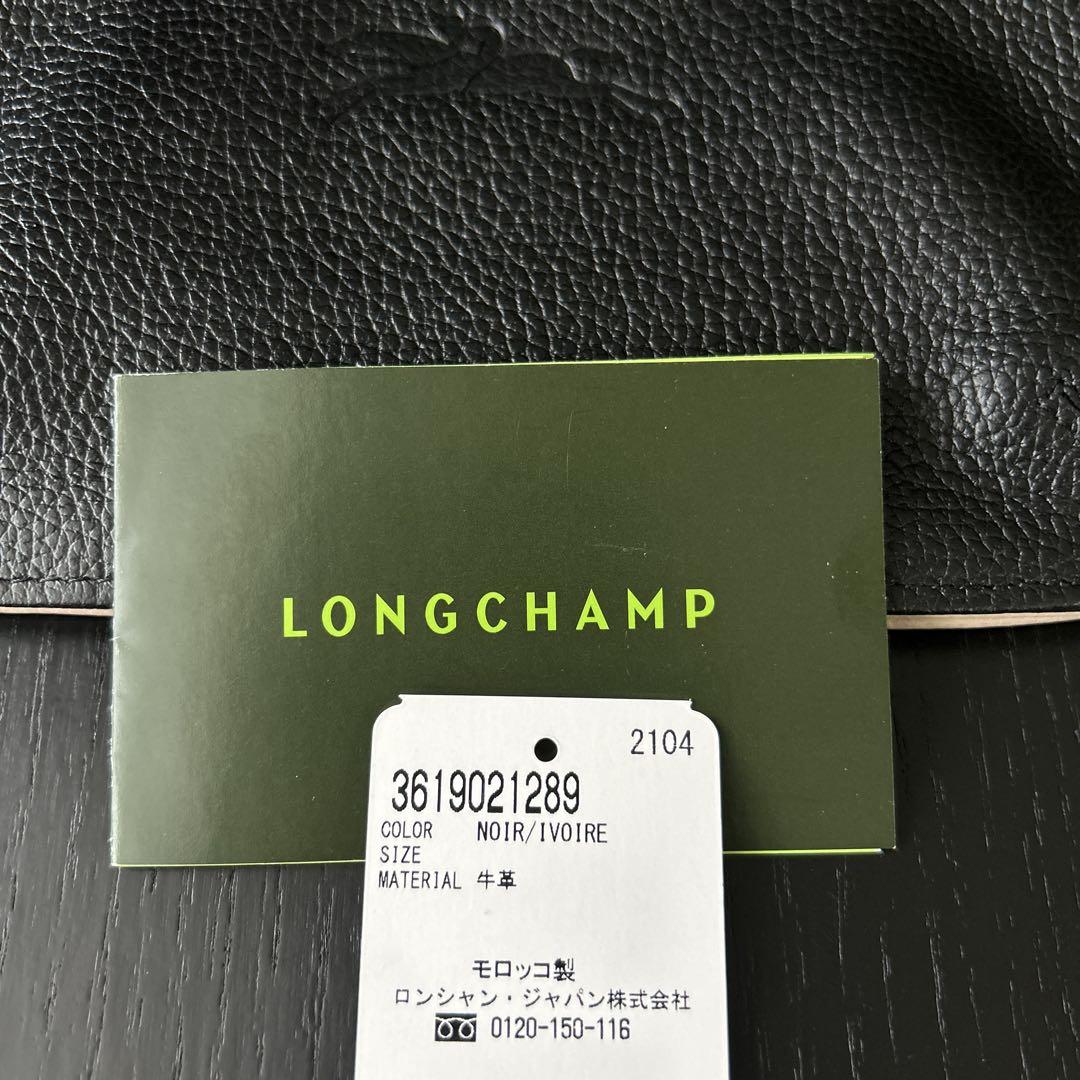 LONGCHAMP
2104
3619021289
COLOR NOIR/IVOIRE
SIZE
MATERIAL 牛革
モロッコ製
ロンシャン・ジャパン株式会社
0120-150-116